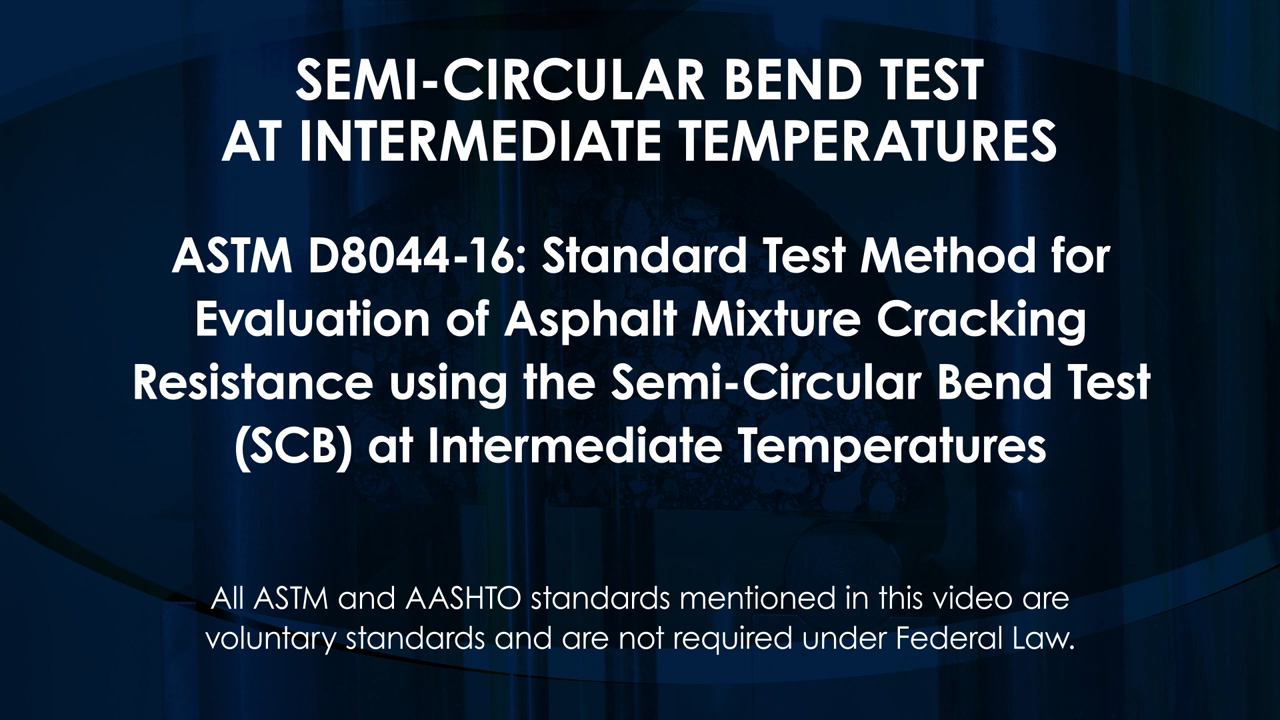 SEMI-CIRCULAR BEND TEST
AT INTERMEDIATE TEMPERATURES
ASTM D8044-16: Standard Test Method for
Evaluation of Asphalt Mixture Cracking
Resistance using the Semi-Circular Bend Test
(SCB) at Intermediate Temperatures
All ASTM and AASHTO standards mentioned in this video are
voluntary standards and are not required under Federal Law.